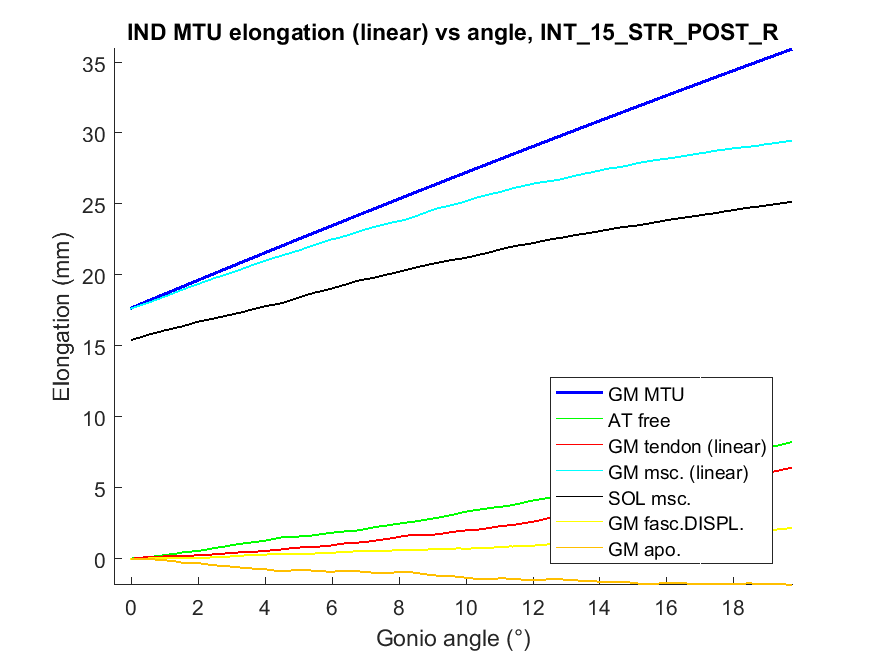 IND MTU elongation (linear) vs angle, INT_15_STR_POST_R
35
30
25
20
15
10
5
0
Elongation (mm)
GM MTU
AT free
GM tendon (linear)
GM msc. (linear)
SOL msc.
GM fasc.DISPL.
GM apo.
0 2 4 6 8 10 12 14 16 18
Gonio angle (°)